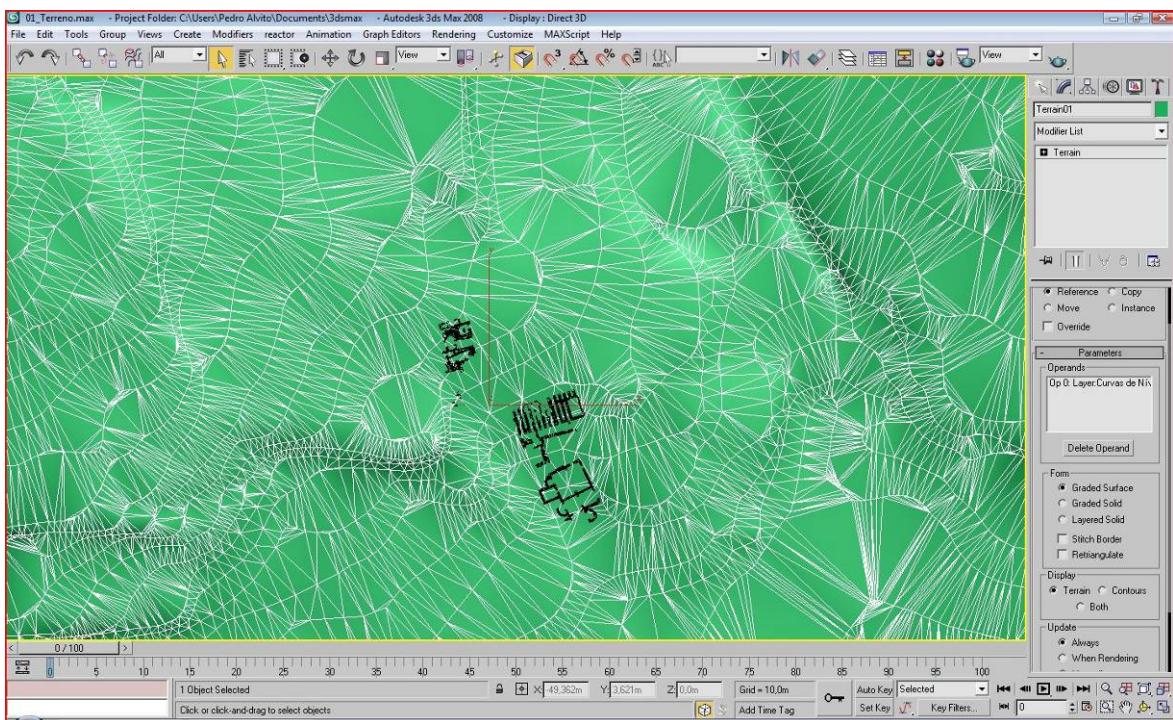 01_Terreno.max - Project Folder: C:\Users\Pedro Alvito\Documents\3dsmax - Autodesk 3ds Max 2008 - Display : Direct 3D
File Edit Tools Group Views Create Modifiers reactor Animation Graph Editors Rendering Customize MAXScript Help
All View View
Terrain01
Modifier List
Terrain
Reference Copy
Move Instance
Override
- Parameters
Operands
Op 0: Layer:Curvas de Nív
Delete Operand
Form
Graded Surface
Graded Solid
Layered Solid
Stitch Border
Retriangulate
Display
Terrain Contours
Both
Update
Always
When Rendering
0 / 100
0 5 10 15 20 25 30 35 40 45 50 55 60 65 70 75 80 85 90 95 100
1 Object Selected X: -49,362m Y: 3,621m Z: 0,0m Grid = 10,0m Auto Key Selected
Click or click-and-drag to select objects Add Time Tag Set Key Key Filters... 0